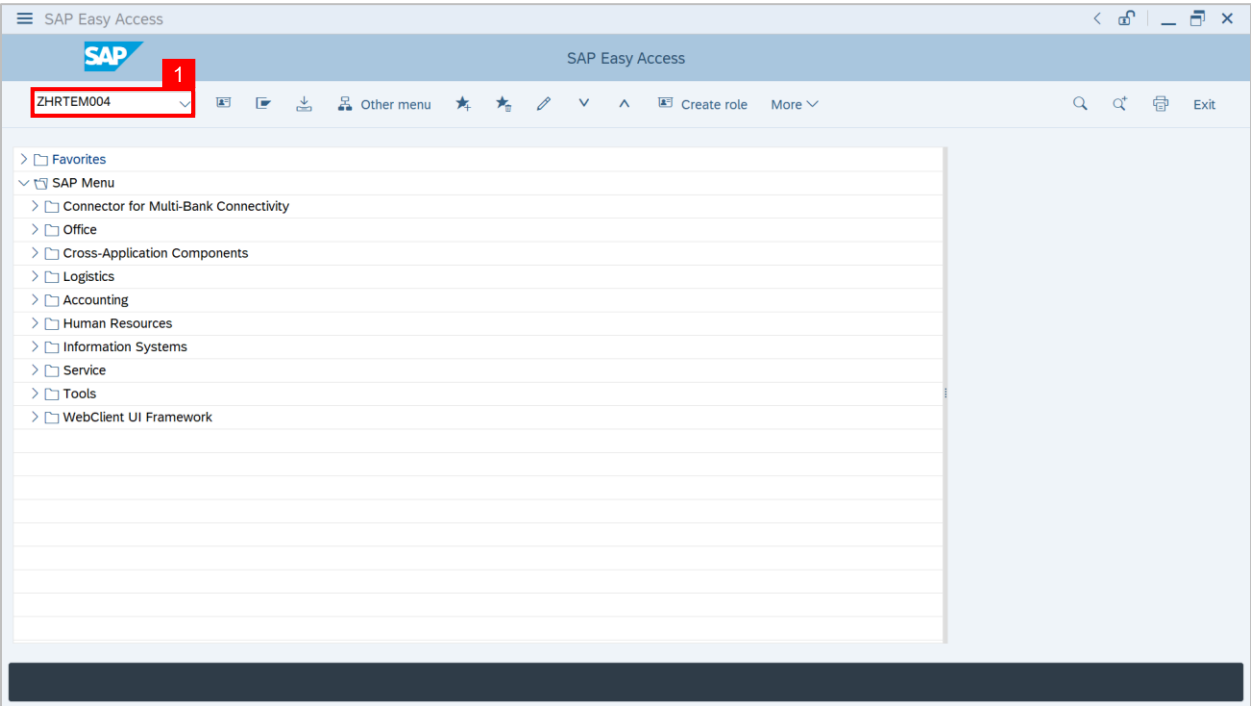 SAP Easy Access
SAP
SAP Easy Access
1
ZHRTEM004
Other menu
Create role
More
Exit
Favorites
SAP Menu
Connector for Multi-Bank Connectivity
Office
Cross-Application Components
Logistics
Accounting
Human Resources
Information Systems
Service
Tools
WebClient UI Framework